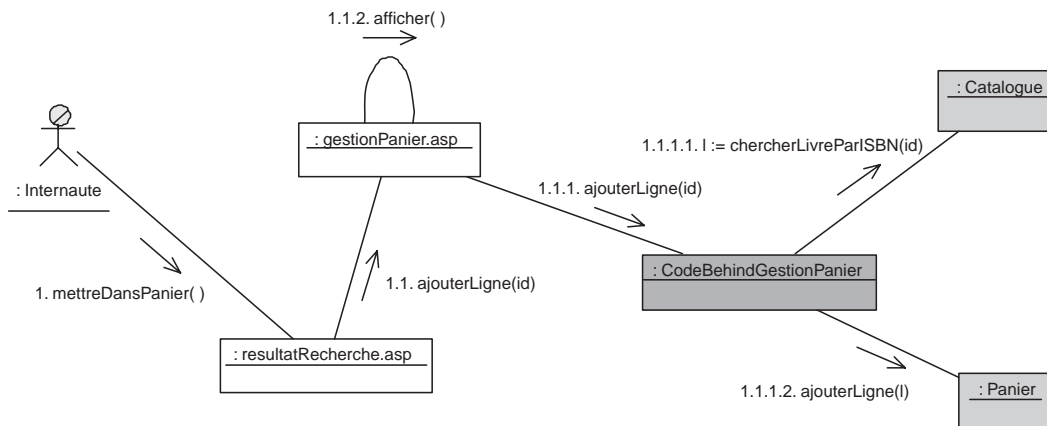 1.1.2. afficher( )
: Catalogue
: gestionPanier.asp
1.1.1.1. l := chercherLivreParISBN(id)
: Internaute
1.1.1. ajouterLigne(id)
: CodeBehindGestionPanier
1. mettreDansPanier( )
1.1. ajouterLigne(id)
: resultatRecherche.asp
1.1.1.2. ajouterLigne(l)
: Panier